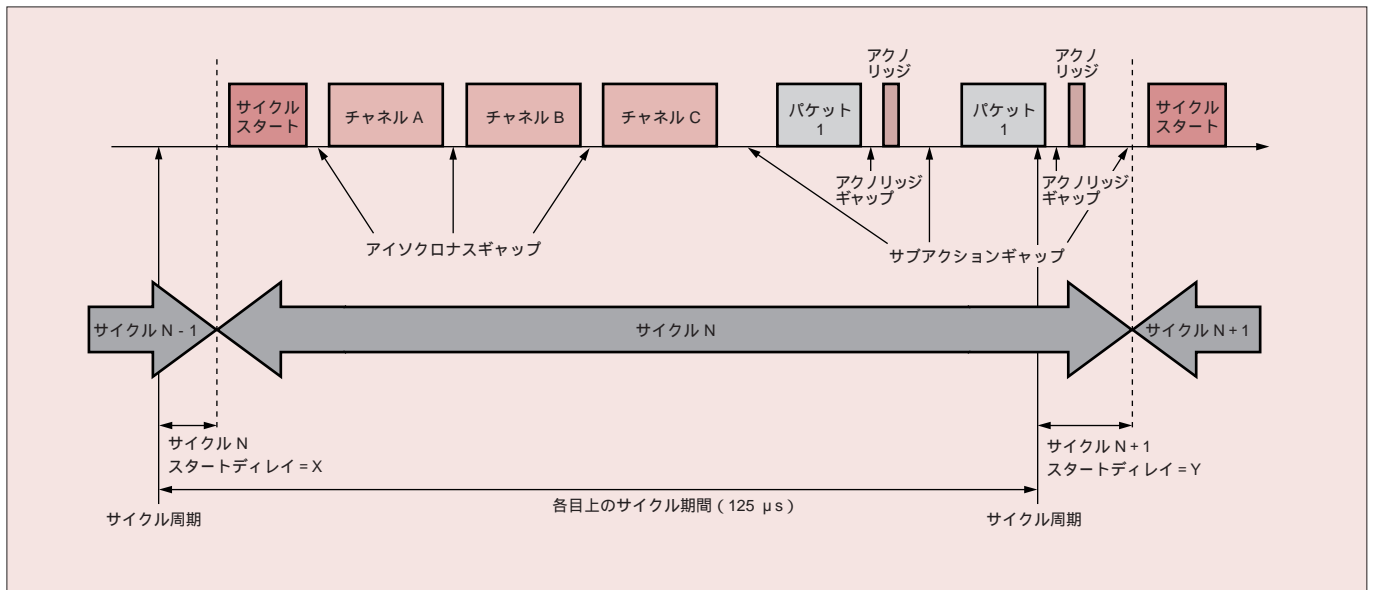 アクノ
リッジ
アクノ
リッジ
サイクル
スタート
チャネル A
チャネル B
チャネル C
パケット
1
パケット
1
サイクル
スタート
アクノリッジ
ギャップ
アクノリッジ
ギャップ
アイソクロナスギャップ
サブアクションギャップ
サイクル N - 1
サイクル N
サイクル N + 1
サイクル N
スタートディレイ = X
サイクル N + 1
スタートディレイ = Y
各目上のサイクル期間 ( 125 μs )
サイクル周期
サイクル周期